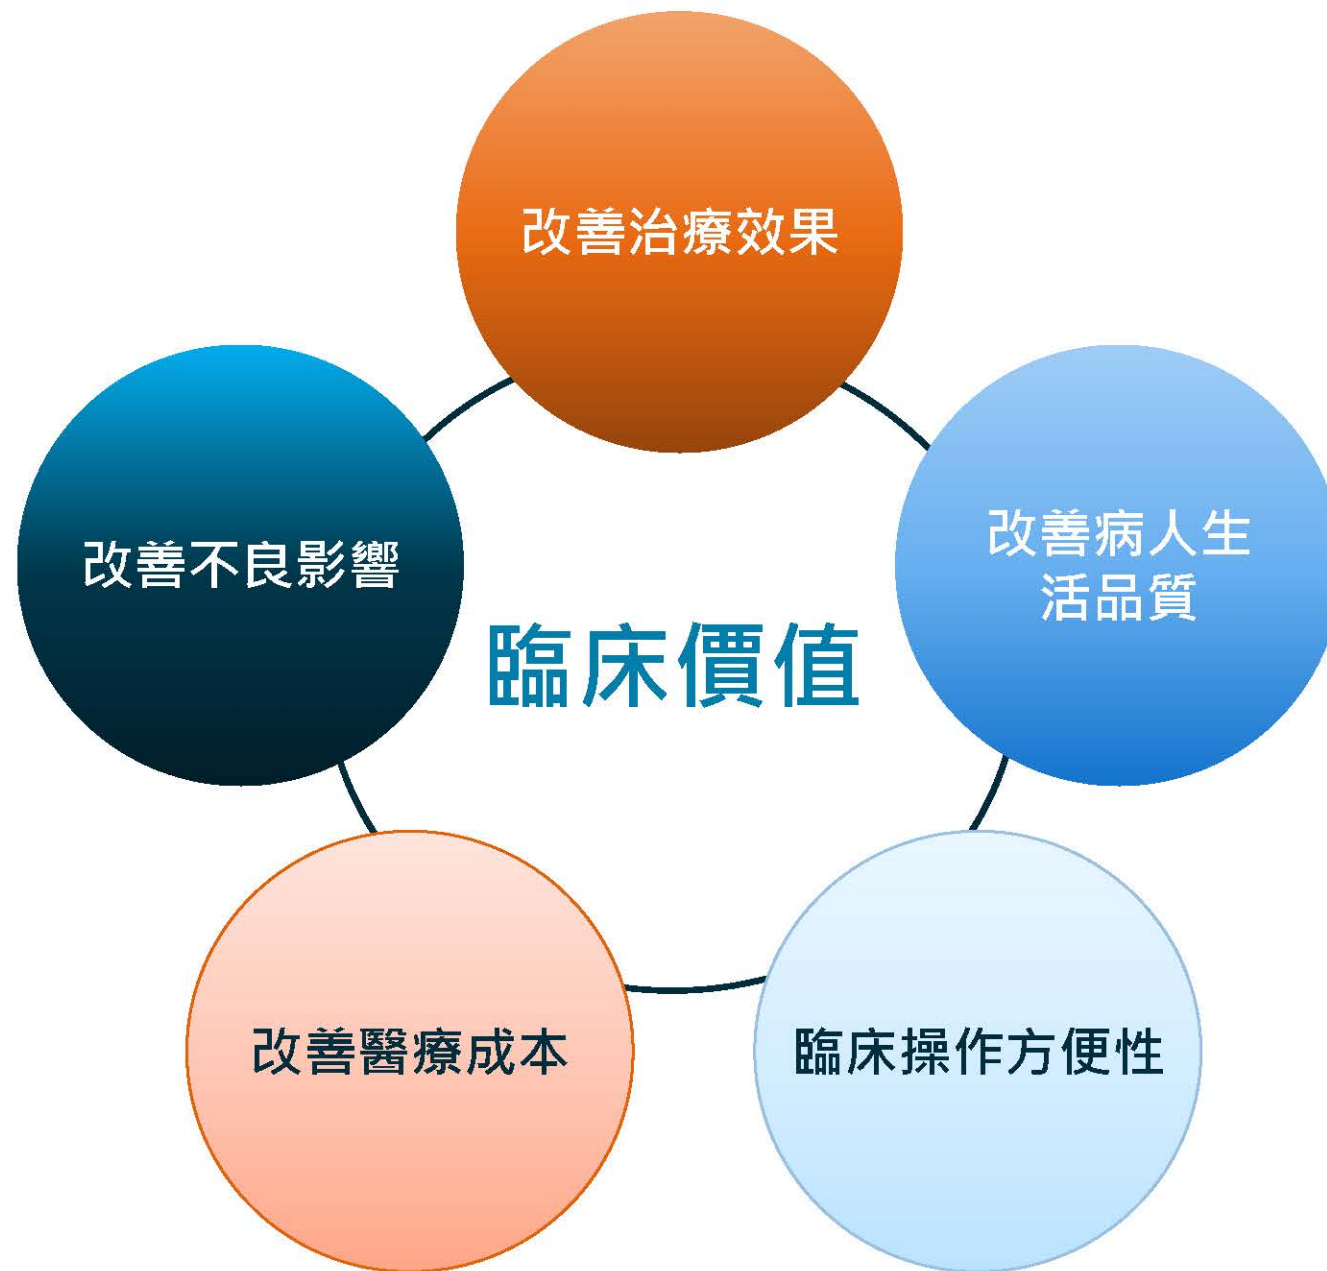 改善治療效果
改善病人生
活品質
改善不良影響
臨床價值
臨床操作方便性
改善醫療成本